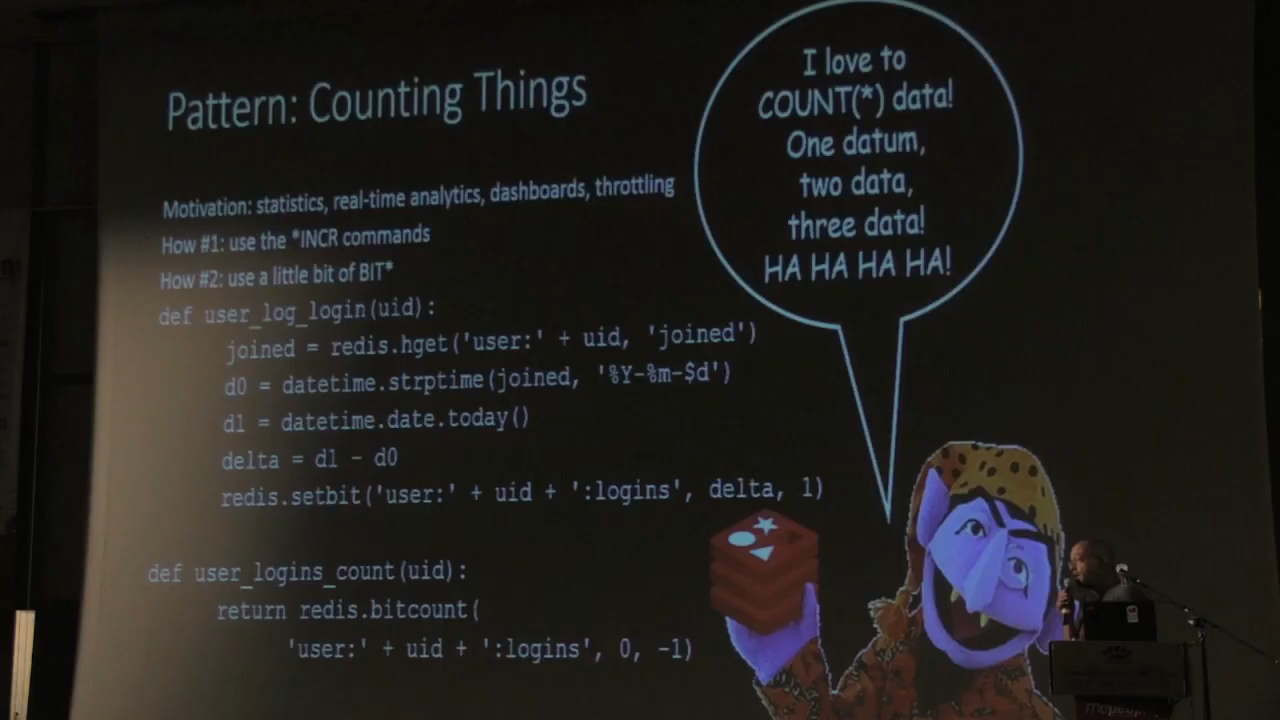 Pattern: Counting Things
Motivation: statistics, real-time analytics, dashboards, throttling
How #1: use the *INCR commands
How #2: use a little bit of BIT*
def user_log_login(uid):
joined = redis.hget('user:' + uid, 'joined')
d0 = datetime.strptime(joined, '%Y-%m-$d')
d1 = datetime.date.today()
delta = d1 - d0
redis.setbit('user:' + uid + ':logins', delta, 1)
def user_logins_count(uid):
return redis.bitcount(
'user:' + uid + ':logins', 0, -1)
I love to
COUNT(*) data!
One datum,
two data,
three data!
HA HA HA HA!